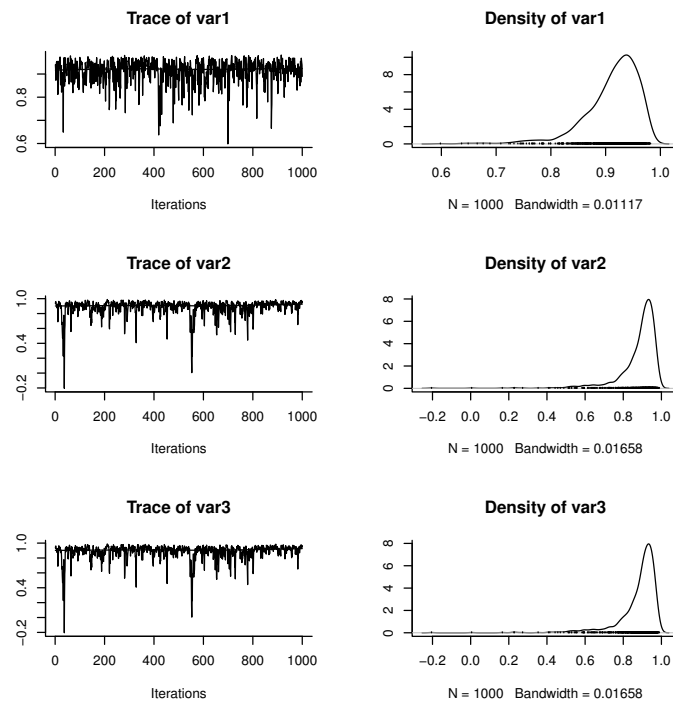 Trace of var1
0.6 0.8
0 200 400 600 800 1000
Iterations
Density of var1
0 4 8
0.6 0.7 0.8 0.9 1.0
N = 1000 Bandwidth = 0.01117
Trace of var2
−0.2 0.4 1.0
0 200 400 600 800 1000
Iterations
Density of var2
0 2 4 6 8
−0.2 0.0 0.2 0.4 0.6 0.8 1.0
N = 1000 Bandwidth = 0.01658
Trace of var3
−0.2 0.4 1.0
0 200 400 600 800 1000
Iterations
Density of var3
0 2 4 6 8
−0.2 0.0 0.2 0.4 0.6 0.8 1.0
N = 1000 Bandwidth = 0.01658